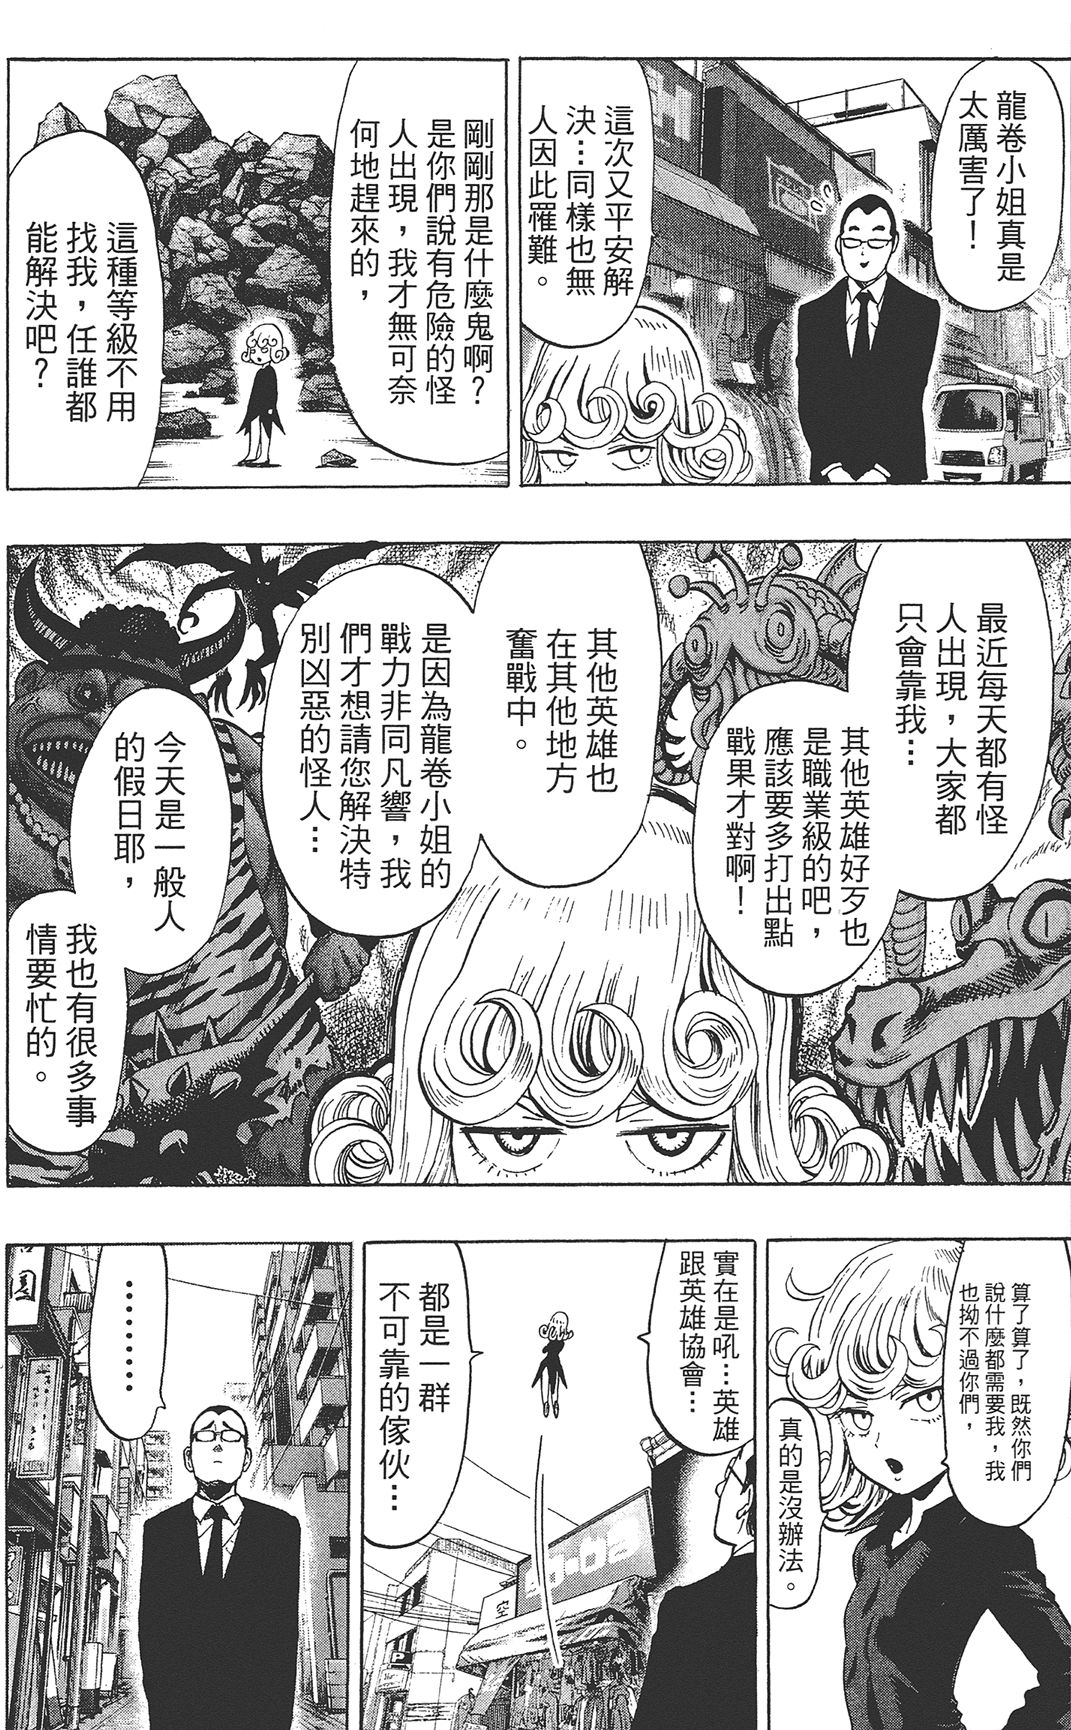 龍卷小姐真是
太厲害了！
這次又平安解
決…同樣也無
人因此罹難。
剛剛那是什麼鬼啊？
是你們說有危險的怪
人出現，我才無可奈
何地趕來的，
這種等級不用
找我，任誰都
能解決吧？
最近每天都有怪
人出現，大家都
只會靠我…
其他英雄好歹也
是職業級的吧，
應該要多打出點
戰果才對啊！
其他英雄也
在其他地方
奮戰中。
是因為龍卷小姐的
戰力非同凡響，我
們才想請您解決特
別凶惡的怪人…
今天是一般人
的假日耶，
我也有很多事
情要忙的。
算了算了，既然你們
說什麼都需要我，我
也拗不過你們，
真的是沒辦法。
實在是吼…英雄
跟英雄協會…
都是一群
不可靠的傢伙…
空
P
………
園